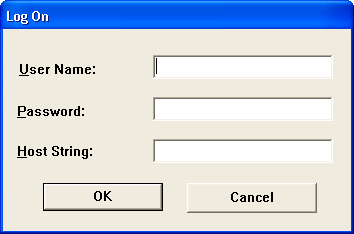 Log On
User Name:
Password:
Host String:
OK Cancel